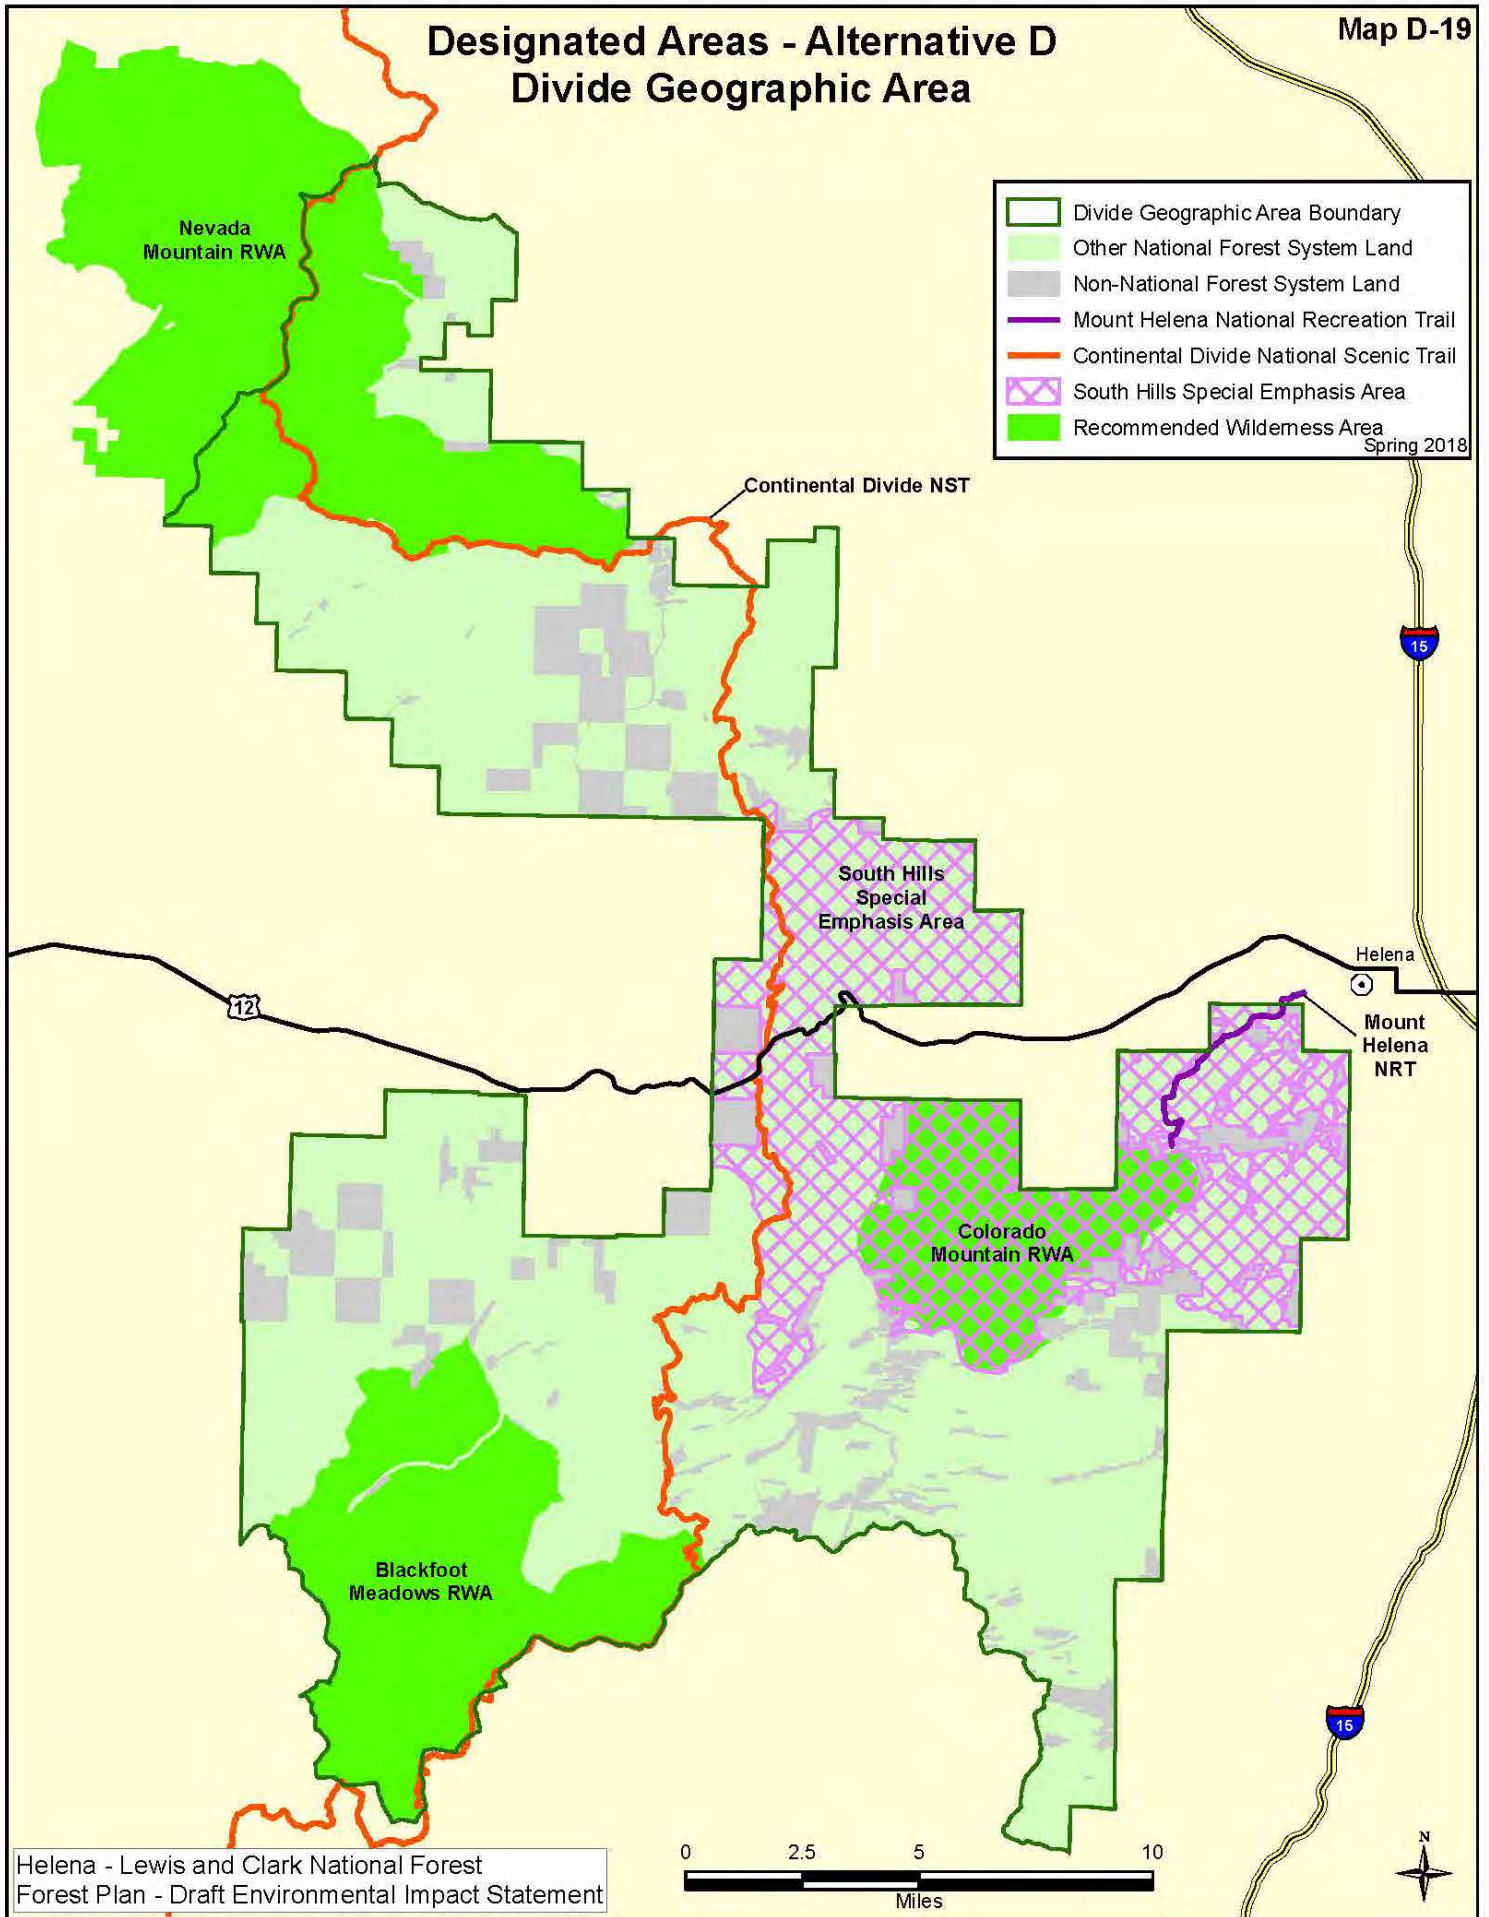 Designated Areas - Alternative D
Divide Geographic Area
Map D-19
Divide Geographic Area Boundary
Other National Forest System Land
Non-National Forest System Land
Mount Helena National Recreation Trail
Continental Divide National Scenic Trail
South Hills Special Emphasis Area
Recommended Wilderness Area
Spring 2018
Nevada
Mountain RWA
Continental Divide NST
15
South Hills
Special
Emphasis Area
Helena
12
Mount
Helena
NRT
Colorado
Mountain RWA
Blackfoot
Meadows RWA
15
N
0 2.5 5 10
Miles
Helena - Lewis and Clark National Forest
Forest Plan - Draft Environmental Impact Statement